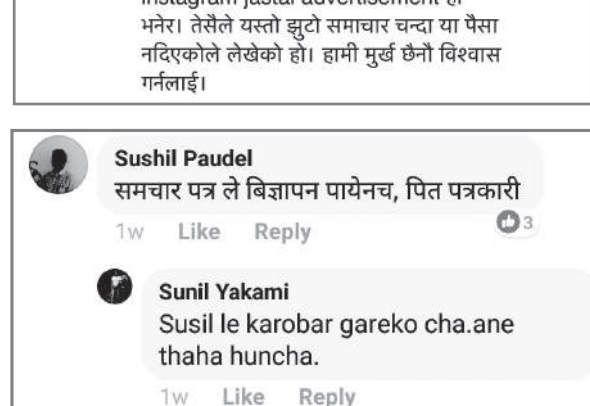 instagram jastai advertisement हो
भनेर। तेसैले यस्तो झुटो समाचार चन्दा या पैसा
नदिएकोले लेखेको हो। हामी मुर्ख छैनौ विश्वास
गर्नलाई।
Sushil Paudel
समचार पत्र ले बिज्ञापन पायेनच, पित पत्रकारी
1w Like Reply 3
Sunil Yakami
Susil le karobar gareko cha.ane
thaha huncha.
1w Like Reply